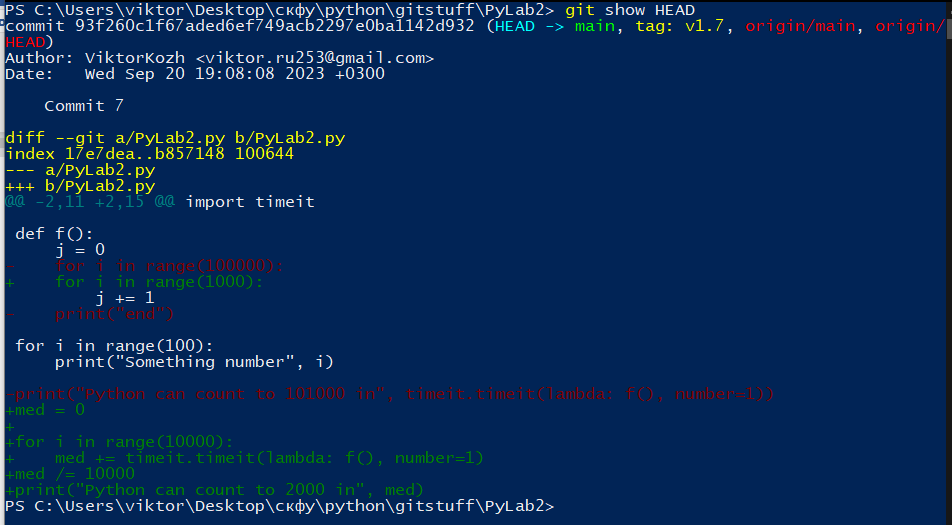 PS C:\Users\viktor\Desktop\скфу\python\gitstuff\PyLab2> git show HEAD
commit 93f260c1f67aded6ef749acb2297e0ba1142d932 (HEAD -> main, tag: v1.7, origin/main, origin/
HEAD)
Author: ViktorKozh <viktor.ru253@gmail.com>
Date:   Wed Sep 20 19:08:08 2023 +0300

    Commit 7

diff --git a/PyLab2.py b/PyLab2.py
index 17e7dea..b857148 100644
--- a/PyLab2.py
+++ b/PyLab2.py
@@ -2,11 +2,15 @@ import timeit

 def f():
     j = 0
-    for i in range(100000):
+    for i in range(1000):
         j += 1
-    print("end")

 for i in range(100):
     print("Something number", i)

-print("Python can count to 101000 in", timeit.timeit(lambda: f(), number=1))
+med = 0
+
+for i in range(10000):
+    med += timeit.timeit(lambda: f(), number=1)
+med /= 10000
+print("Python can count to 2000 in", med)
PS C:\Users\viktor\Desktop\скфу\python\gitstuff\PyLab2>